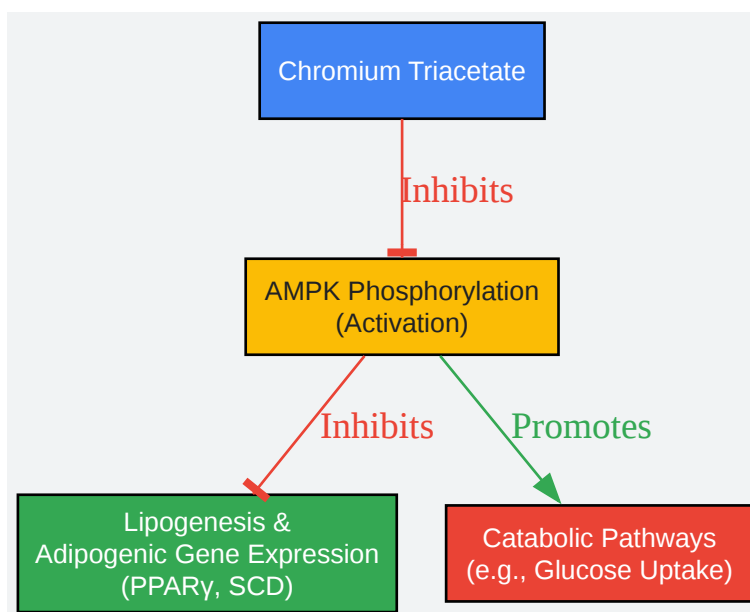 Chromium Triacetate
Inhibits
AMPK Phosphorylation
(Activation)
Inhibits
Promotes
Lipogenesis &
Adipogenic Gene Expression
(PPARγ, SCD)
Catabolic Pathways
(e.g., Glucose Uptake)